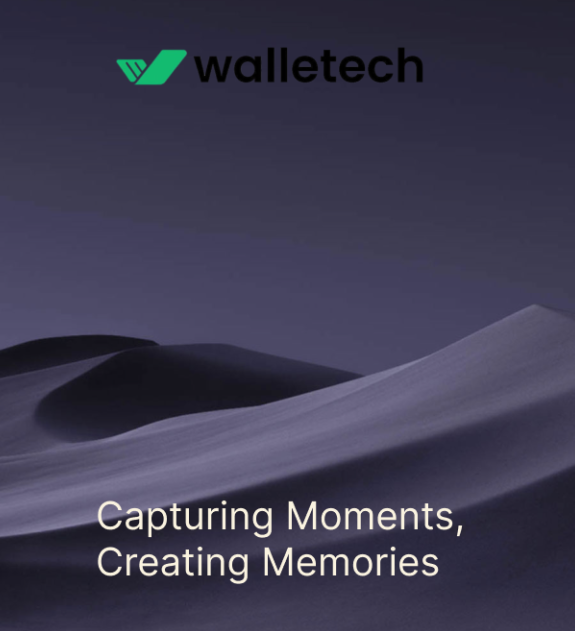 walletech
Capturing Moments,
Creating Memories